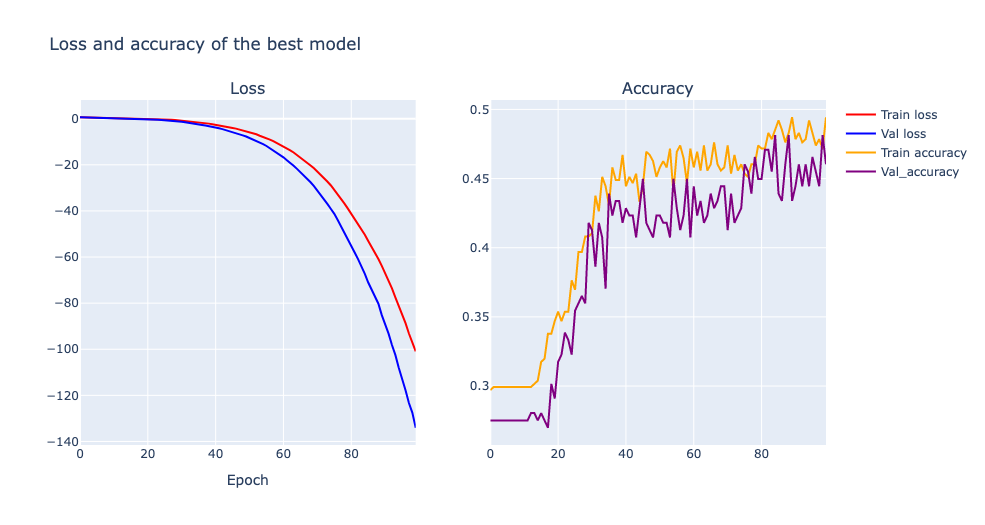 Loss and accuracy of the best model
Loss
0
−20
−40
−60
−80
−100
−120
−140
0 20 40 60 80
Epoch
Accuracy
0.5
0.45
0.4
0.35
0.3
0 20 40 60 80
Train loss
Val loss
Train accuracy
Val_accuracy